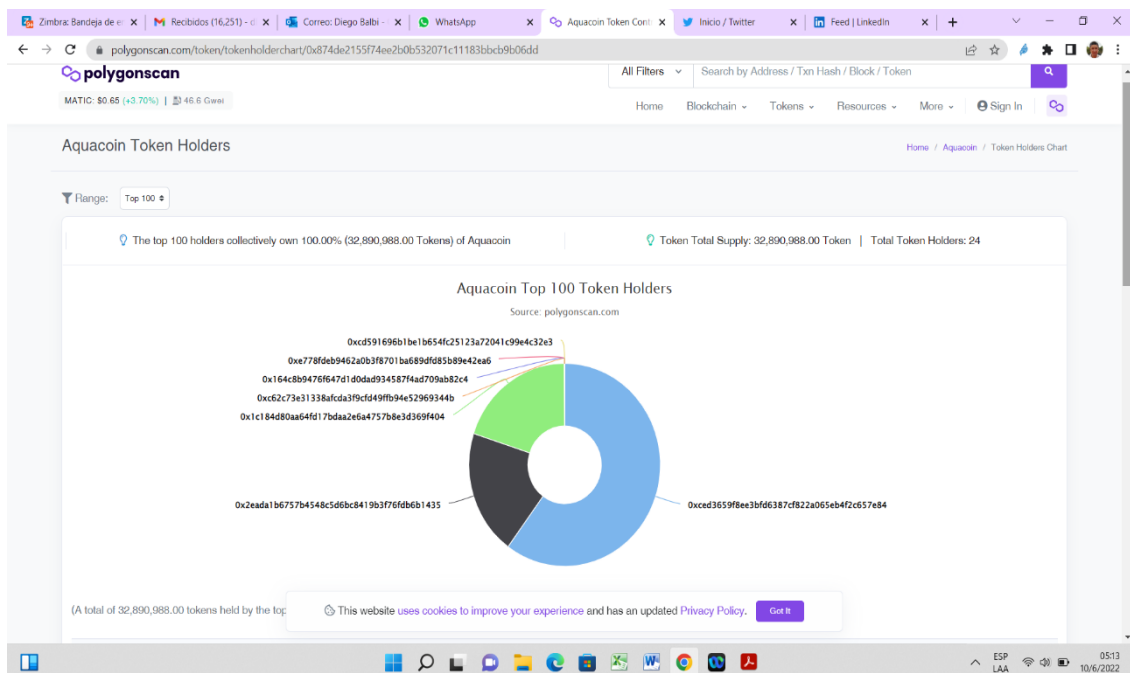 Zimbra: Bandeja de e
Recibidos (16,251) - d
Correo: Diego Balbi -
WhatsApp
Aquacoin Token Cont
Inicio / Twitter
Feed | LinkedIn
polygonscan.com/token/tokenholderchart/0x874de2155f74ee2b0b532071c11183bbcb9b06dd
polygonscan
All Filters
Search by Address / Txn Hash / Block / Token
MATIC: $0.65 (+3.70%) | 46.6 Gwei
Home
Blockchain
Tokens
Resources
More
Sign In
Aquacoin Token Holders
Home / Aquacoin / Token Holders Chart
Range:
Top 100
The top 100 holders collectively own 100.00% (32,890,988.00 Tokens) of Aquacoin
Token Total Supply: 32,890,988.00 Token | Total Token Holders: 24
Aquacoin Top 100 Token Holders
Source: polygonscan.com
0xcd591696b1be1b654fc25123a72041c99e4c32e3
0xe778fdeb9462a0b3f8701ba689dfd85b89e42ea6
0x164c8b9476f647d1d0dad934587f4ad709ab82c4
0xc62c73e31338afcda3f9cfd49ffb94e52969344b
0x1c184d80aa64fd17bdaa2e6a4757b8e3d369f404
0x2eada1b6757b4548c5d6bc8419b3f76fdb6b1435
0xced3659f8ee3bfd6387cf822a065eb4f2c657e84
(A total of 32,890,988.00 tokens held by the top
This website uses cookies to improve your experience and has an updated Privacy Policy.
Got It
ESP
LAA
05:13
10/6/2022